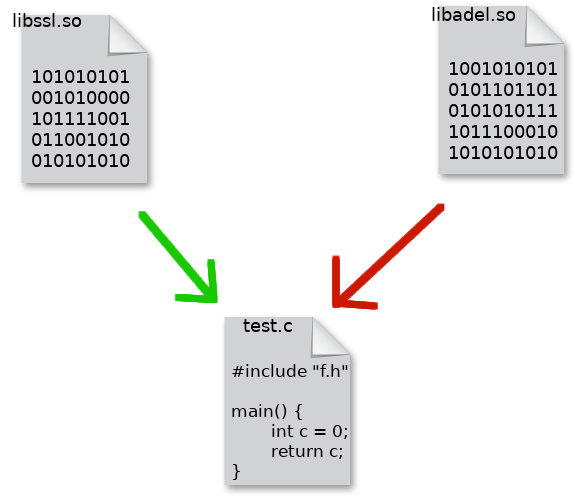 libssl.so
101010101
001010000
101111001
011001010
010101010
libadel.so
1001010101
0101101101
0101010111
1011100010
1010101010
test.c
#include "f.h"
main() {
int c = 0;
return c;
}